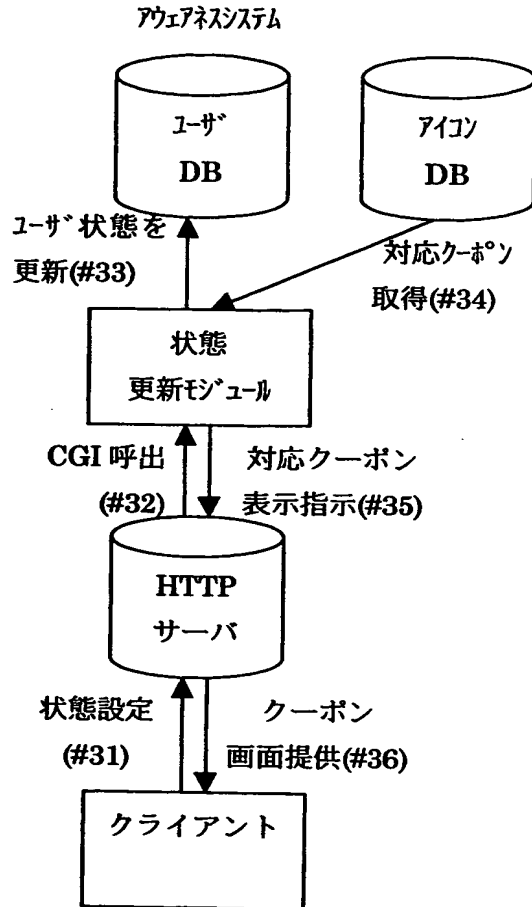 アウェアネスシステム
ユーザ
DB
アイコン
DB
ユーザ状態を
更新(#33)
対応クーポン
取得(#34)
状態
更新モジュール
CGI 呼出
(#32)
対応クーポン
表示指示(#35)
HTTP
サーバ
状態設定
(#31)
クーポン
画面提供(#36)
クライアント